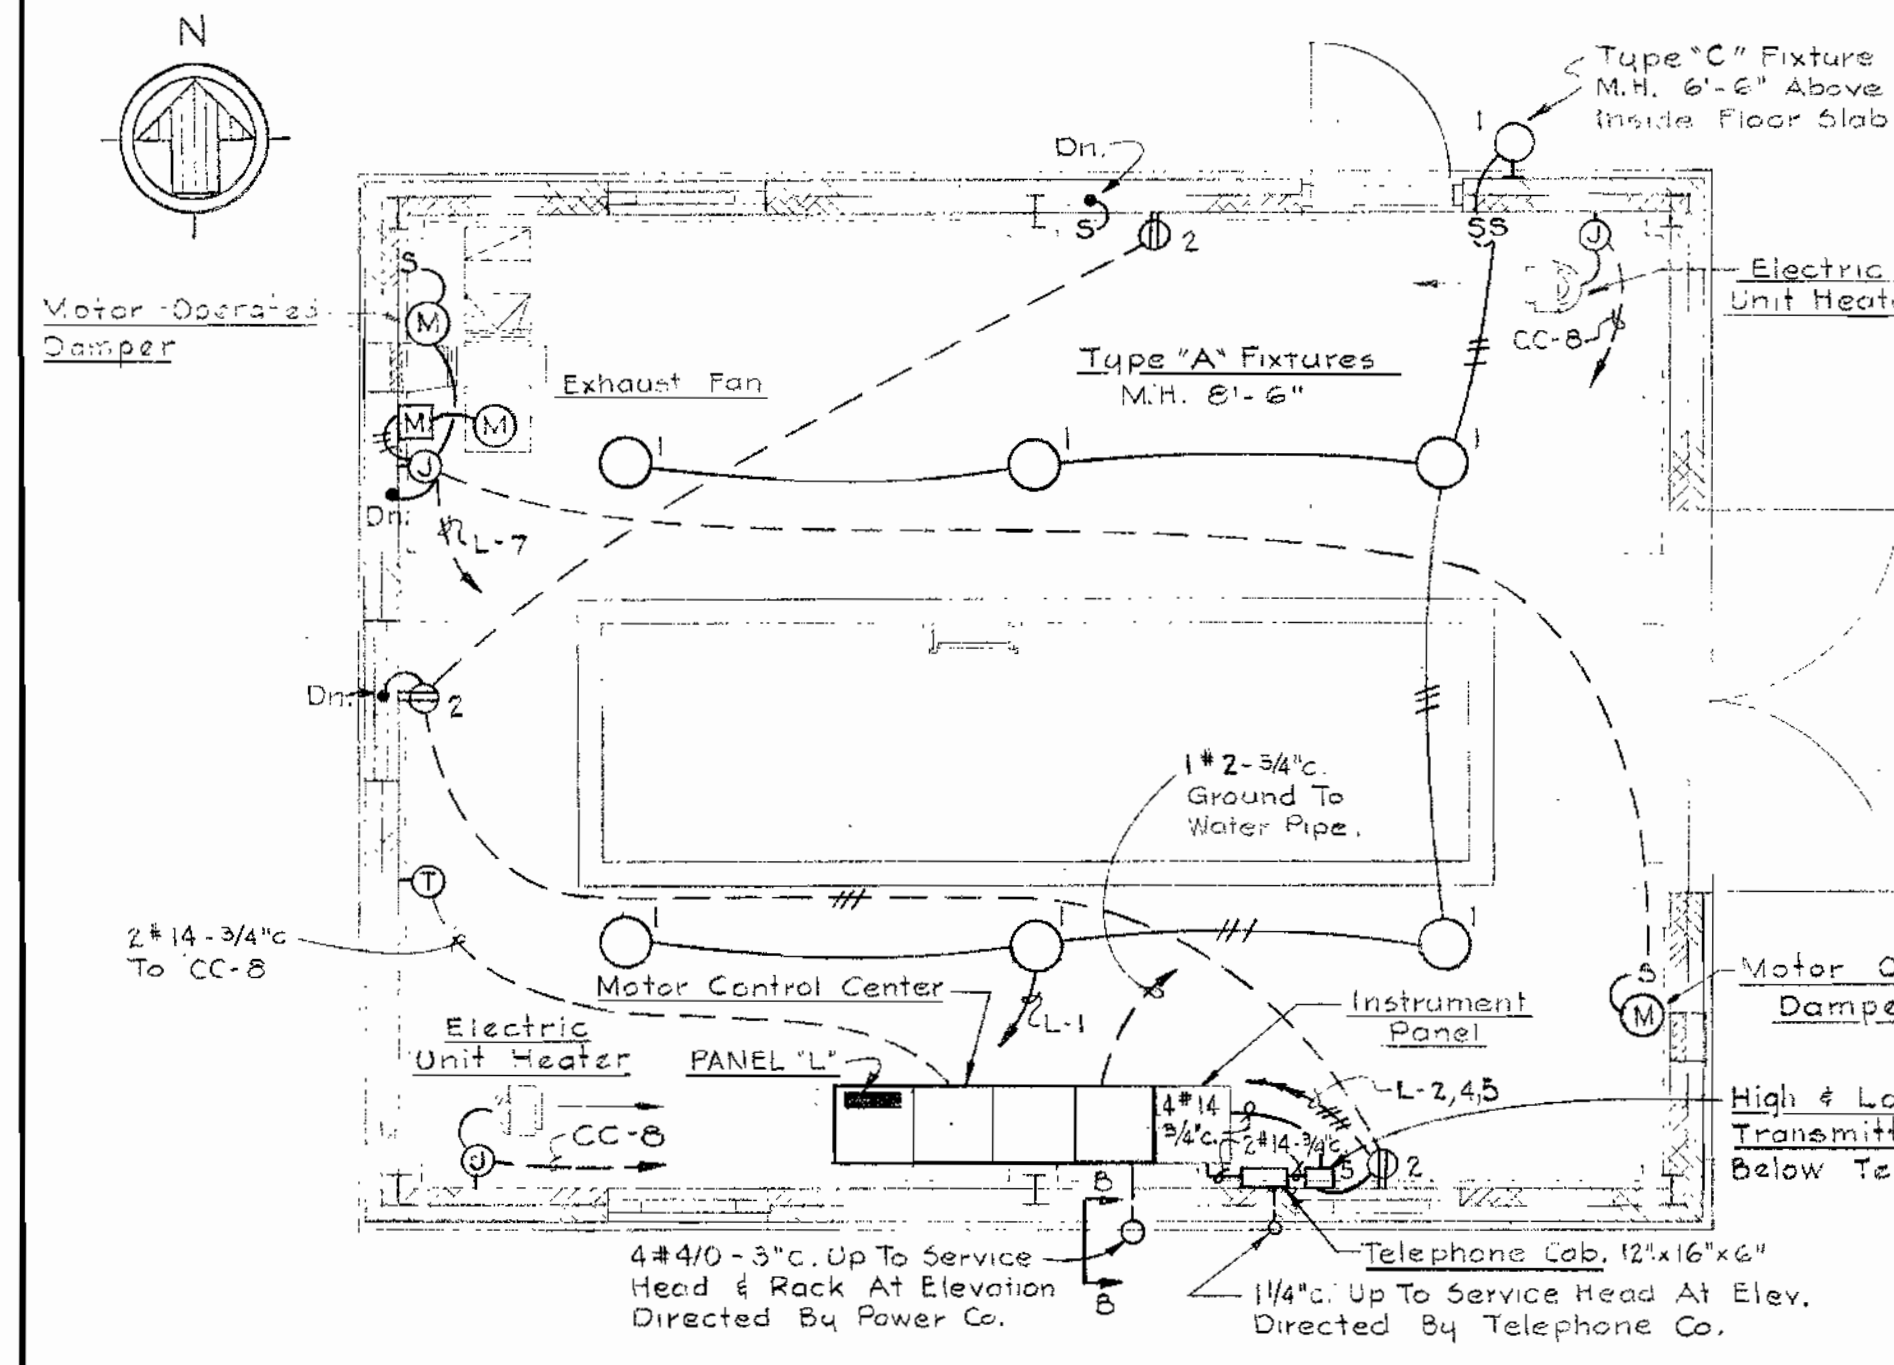 N
Type "C" Fixture
M.H. 6'-6" Above
Inside Floor Slab
1
Dn.
S
2
SS
J
S
Motor-Operated
Damper
M
Electric
Unit Heate
CC-8
Type "A" Fixtures
M.H. 8'-6"
Exhaust Fan
M
M
J
1
1
1
Dn.
L-7
Dn.
2
1#2-3/4"c.
Ground To
Water Pipe.
T
1
1
1
2#14-3/4"c
To CC-8
Motor Control Center
L-1
Instrument
Panel
S
M
Motor O
Dampe
Electric
Unit Heater
PANEL "L"
L-2,4,5
4#14
3/4"c.
2#14-3/4"c.
High & Lo
Transmitt
Below Te
CC-8
J
5
2
8
8
4#4/0-3"c. Up To Service
Head & Rack At Elevation
Directed By Power Co.
Telephone Cab. 12"x16"x6"
1 1/4"c. Up To Service Head At Elev.
Directed By Telephone Co.